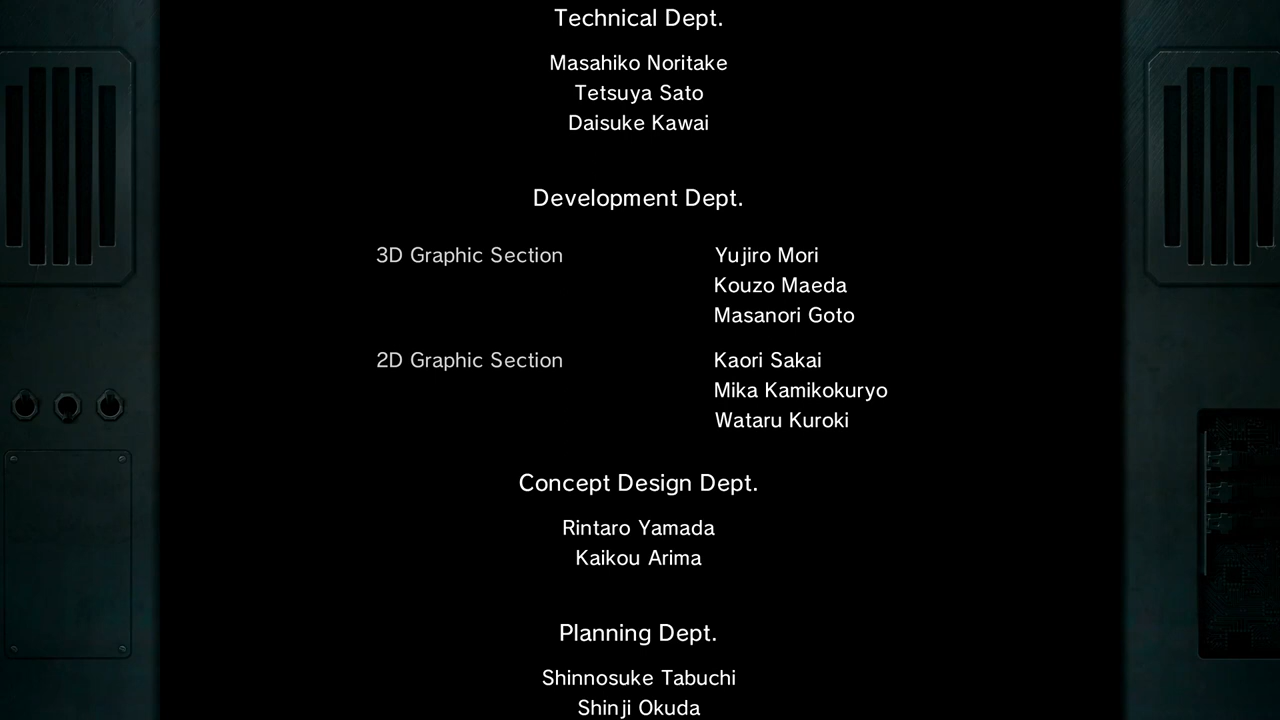 Technical Dept.
Masahiko Noritake
Tetsuya Sato
Daisuke Kawai
Development Dept.
3D Graphic Section Yujiro Mori
Kouzo Maeda
Masanori Goto
2D Graphic Section Kaori Sakai
Mika Kamikokuryo
Wataru Kuroki
Concept Design Dept.
Rintaro Yamada
Kaikou Arima
Planning Dept.
Shinnosuke Tabuchi
Shinji Okuda